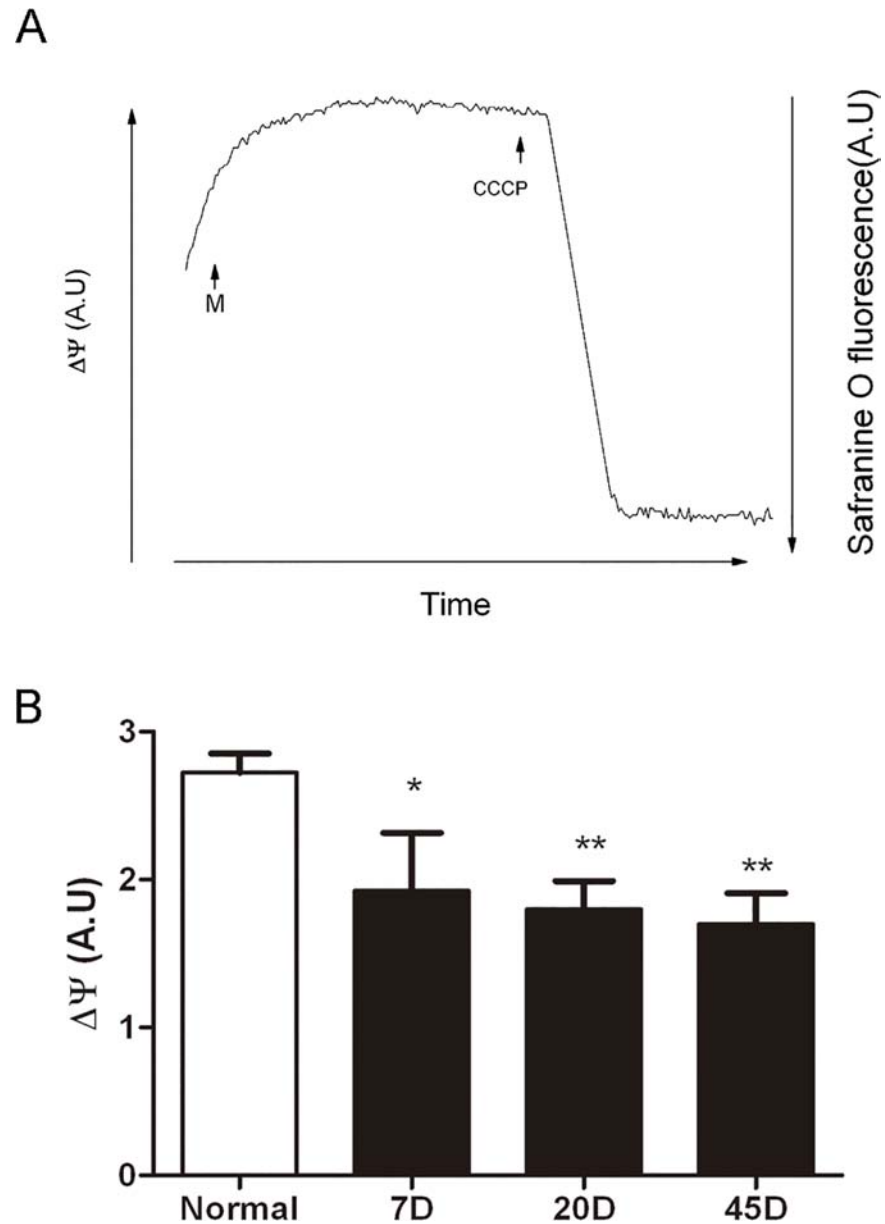 A
ΔΨ (A.U)
M
CCCP
Safranine O fluorescence(A.U)
Time
B
ΔΨ (A.U)
3
2
1
0
*
**
**
Normal 7D 20D 45D